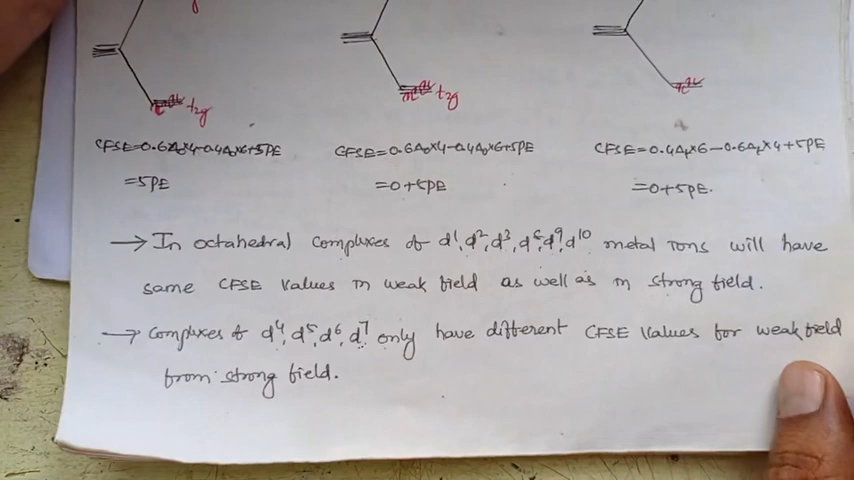 t₂g
t₂g
CFSE=0.6Δ₀×4-0.4Δ₀×6+5PE
CFSE=0.6Δ₀×4-0.4Δ₀×6+5PE
CFSE=0.4Δₜ×6-0.6Δₜ×4+5PE
=5PE
=0+5PE
=0+5PE.
→ In octahedral complexes of d¹,d²,d³,d⁸,d⁹,d¹⁰ metal Ions will have
same CFSE values in weak field as well as in strong field.
→ Complexes of d⁴,d⁵,d⁶,d⁷ only have different CFSE values for weak field
from strong field.